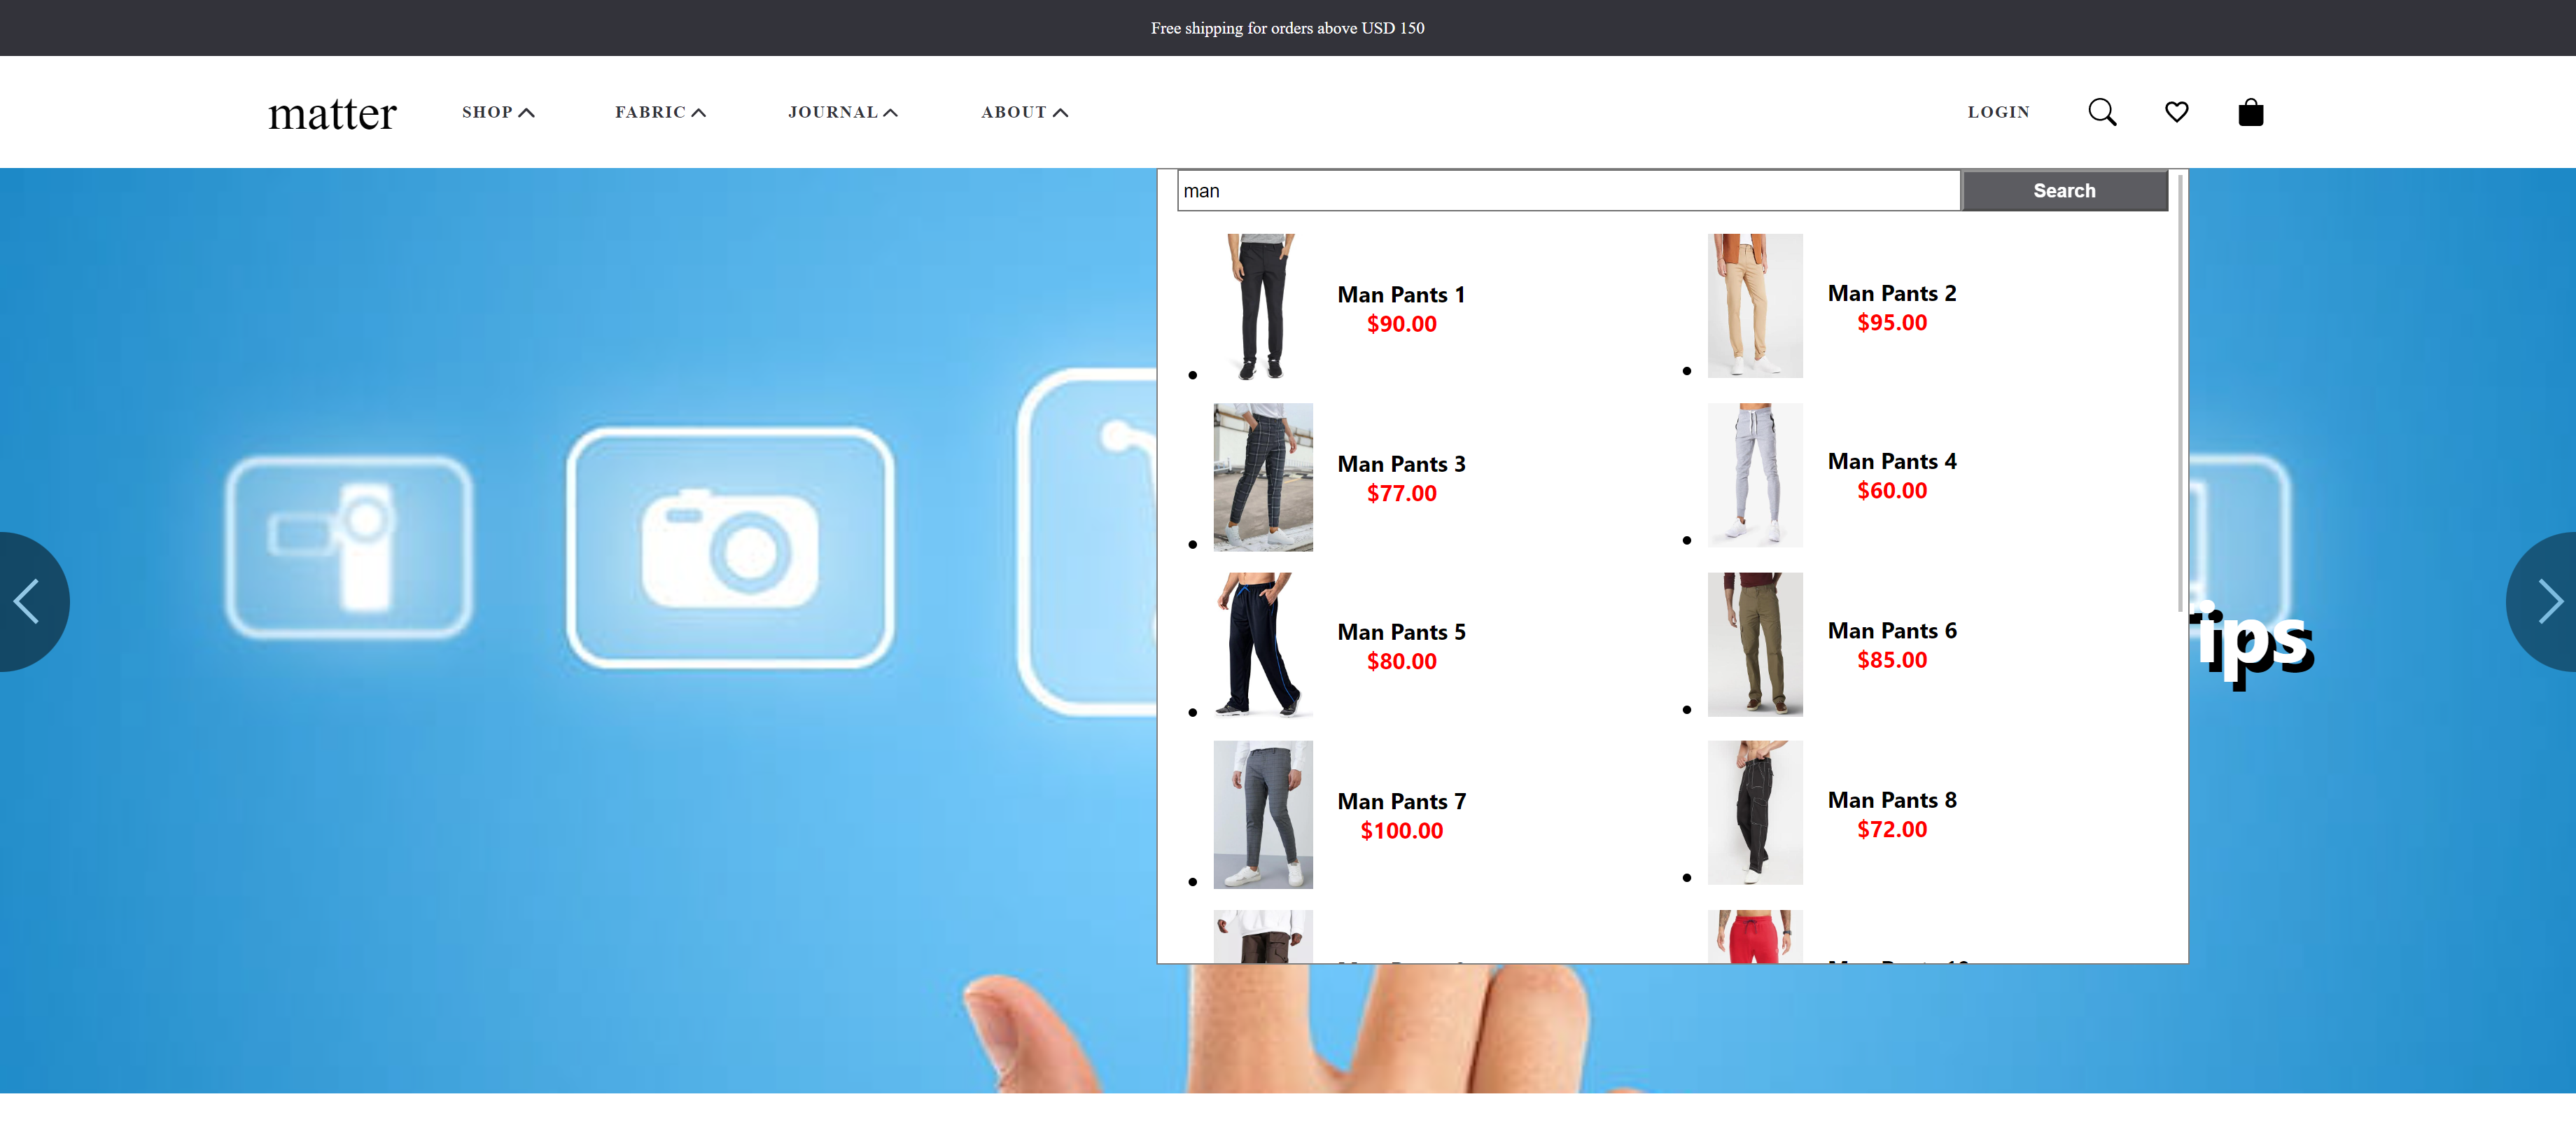 Free shipping for orders above USD 150
matter SHOP FABRIC JOURNAL ABOUT LOGIN
man Search
Man Pants 1
$90.00
Man Pants 2
$95.00
Man Pants 3
$77.00
Man Pants 4
$60.00
Man Pants 5
$80.00
Man Pants 6
$85.00
Man Pants 7
$100.00
Man Pants 8
$72.00
ips